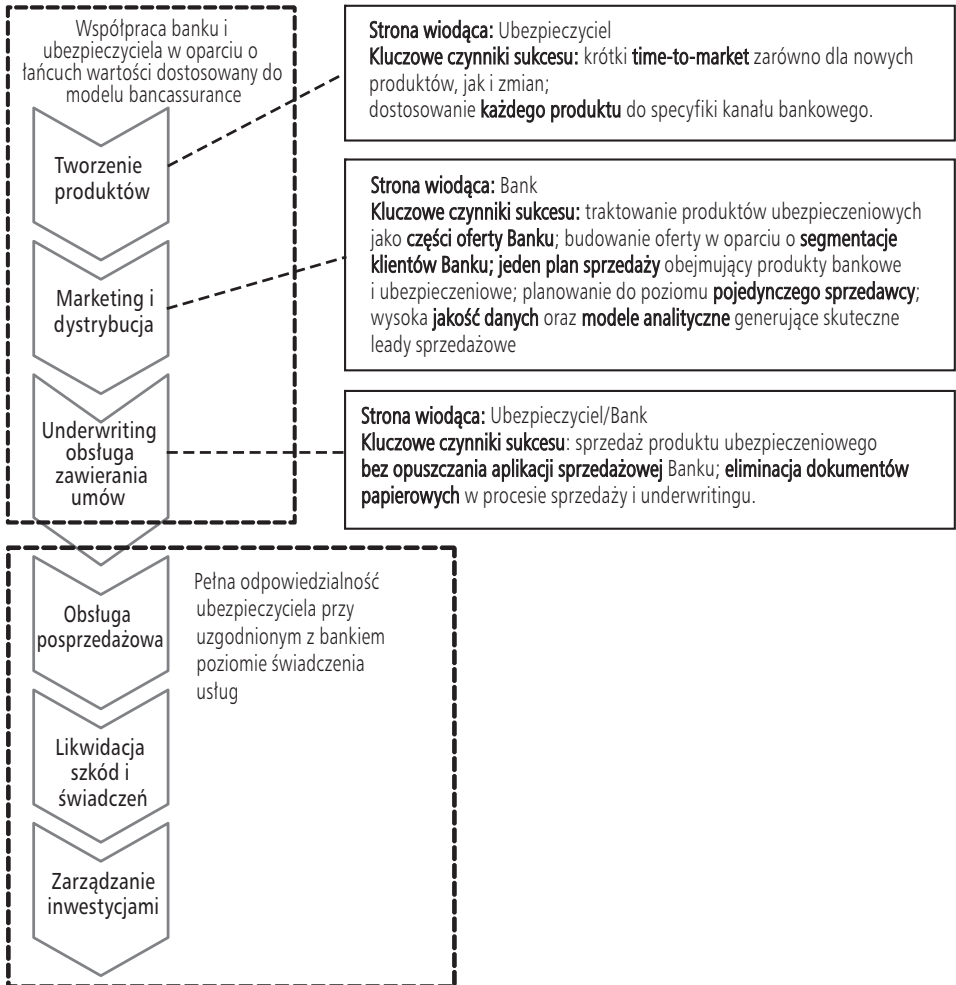 Współpraca banku i
ubezpieczyciela w oparciu o
łańcuch wartości dostosowany do
modelu bancassurance
Tworzenie
produktów
Strona wiodąca: Ubezpieczyciel
Kluczowe czynniki sukcesu: krótki time-to-market zarówno dla nowych
produktów, jak i zmian;
dostosowanie każdego produktu do specyfiki kanału bankowego.
Marketing i
dystrybucja
Strona wiodąca: Bank
Kluczowe czynniki sukcesu: traktowanie produktów ubezpieczeniowych
jako części oferty Banku; budowanie oferty w oparciu o segmentacje
klientów Banku; jeden plan sprzedaży obejmujący produkty bankowe
i ubezpieczeniowe; planowanie do poziomu pojedynczego sprzedawcy;
wysoka jakość danych oraz modele analityczne generujące skuteczne
leady sprzedażowe
Underwriting
obsługa
zawierania
umów
Strona wiodąca: Ubezpieczyciel/Bank
Kluczowe czynniki sukcesu: sprzedaż produktu ubezpieczeniowego
bez opuszczania aplikacji sprzedażowej Banku; eliminacja dokumentów
papierowych w procesie sprzedaży i underwritingu.
Obsługa
posprzedażowa
Pełna odpowiedzialność
ubezpieczyciela przy
uzgodnionym z bankiem
poziomie świadczenia
usług
Likwidacja
szkód i
świadczeń
Zarządzanie
inwestycjami